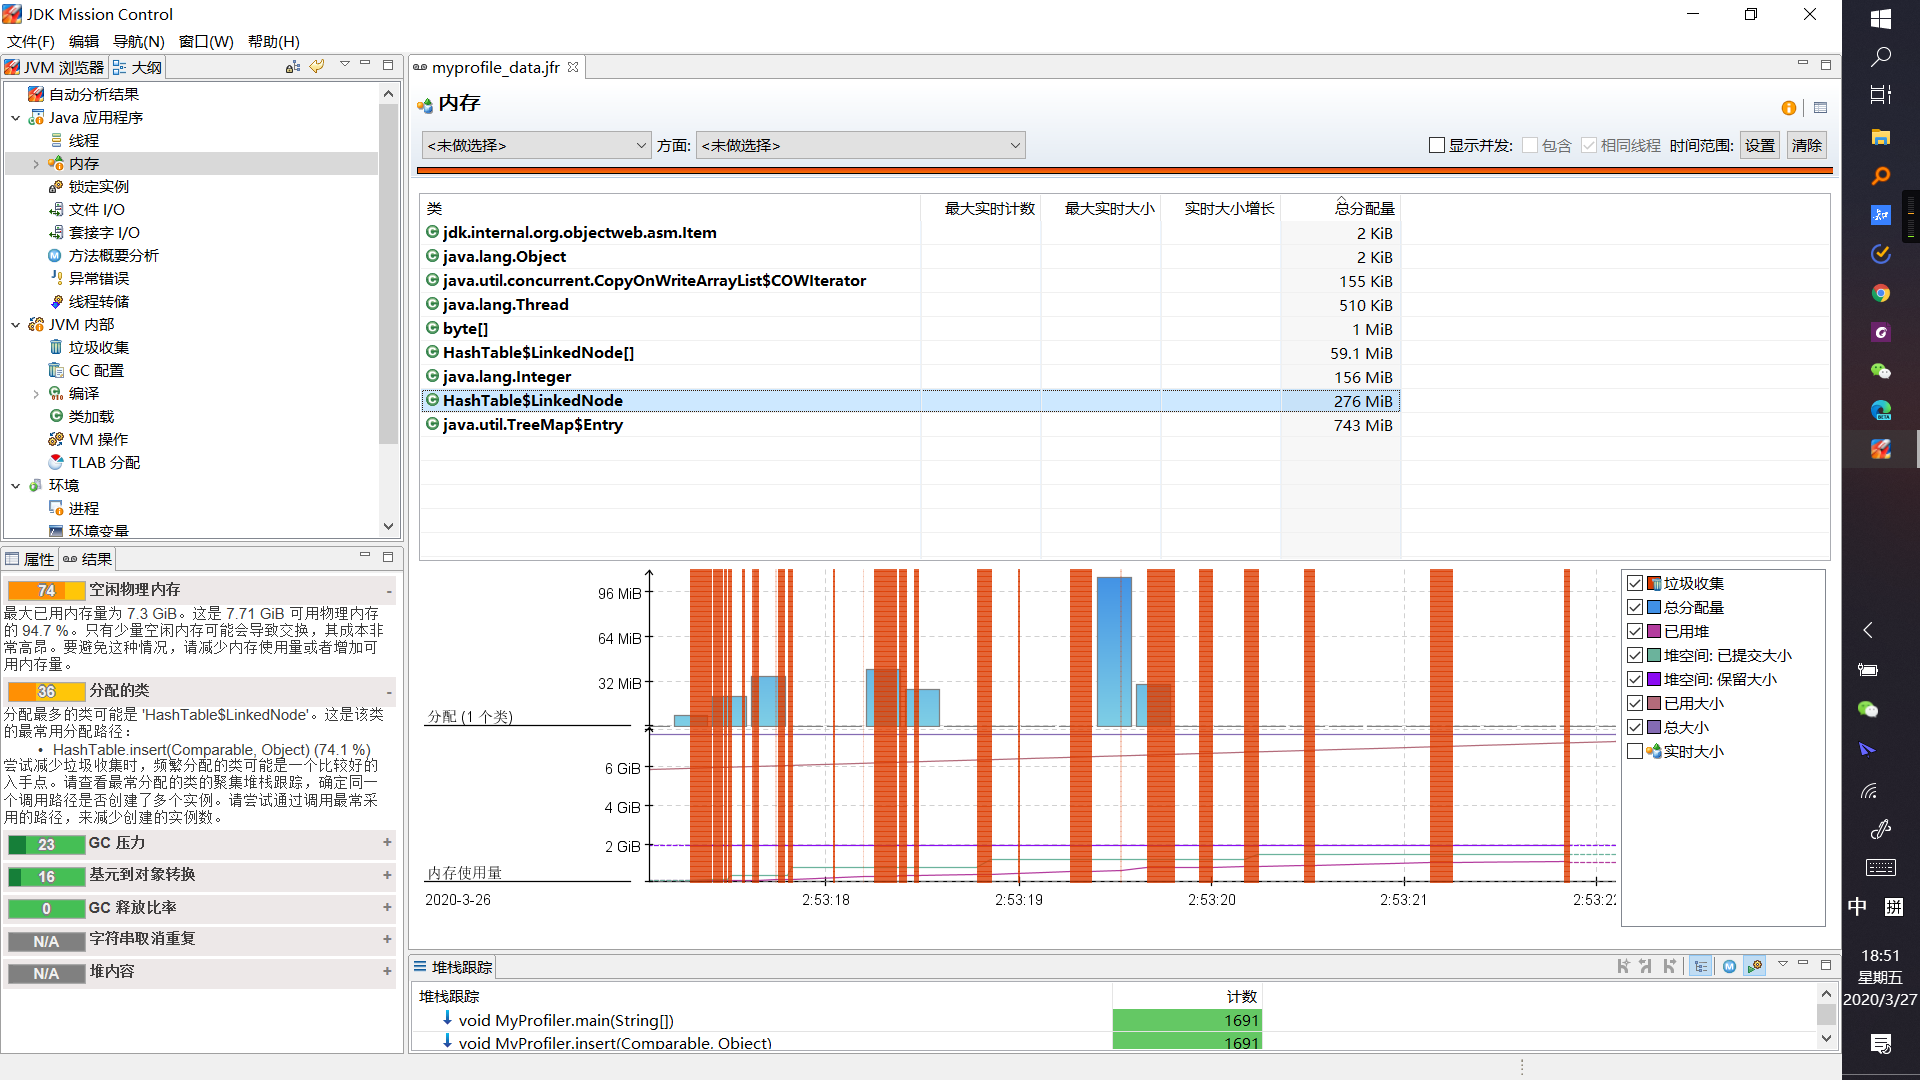 JDK Mission Control
文件(F) 编辑 导航(N) 窗口(W) 帮助(H)
JVM 浏览器 大纲
自动分析结果
Java 应用程序
线程
内存
锁定实例
文件 I/O
套接字 I/O
方法概要分析
异常错误
线程转储
JVM 内部
垃圾收集
GC 配置
编译
类加载
VM 操作
TLAB 分配
环境
进程
环境变量
属性 结果
74 空闲物理内存 -
最大已用内存量为 7.3 GiB。这是 7.71 GiB 可用物理内存
的 94.7 %。只有少量空闲内存可能会导致交换，其成本非
常高昂。要避免这种情况，请减少内存使用量或者增加可
用内存量。
36 分配的类 -
分配最多的类可能是 'HashTable$LinkedNode'。这是该类
的最常用分配路径:
• HashTable.insert(Comparable, Object) (74.1 %)
尝试减少垃圾收集时，频繁分配的类可能是一个比较好的
入手点。请查看最常分配的类的聚集堆栈跟踪，确定同一
个调用路径是否创建了多个实例。请尝试通过调用最常采
用的路径，来减少创建的实例数。
23 GC 压力 +
16 基元到对象转换 +
0 GC 释放比率 +
N/A 字符串取消重复 +
N/A 堆内容 +
myprofile_data.jfr
内存
<未做选择> 方面: <未做选择> 显示并发: 包含 相同线程 时间范围: 设置 清除
类 最大实时计数 最大实时大小 实时大小增长 总分配量
jdk.internal.org.objectweb.asm.Item 2 KiB
java.lang.Object 2 KiB
java.util.concurrent.CopyOnWriteArrayList$COWIterator 155 KiB
java.lang.Thread 510 KiB
byte[] 1 MiB
HashTable$LinkedNode[] 59.1 MiB
java.lang.Integer 156 MiB
HashTable$LinkedNode 276 MiB
java.util.TreeMap$Entry 743 MiB
96 MiB
64 MiB
32 MiB
分配 (1 个类)
6 GiB
4 GiB
2 GiB
内存使用量
2020-3-26 2:53:18 2:53:19 2:53:20 2:53:21 2:53:22
垃圾收集
总分配量
已用堆
堆空间: 已提交大小
堆空间: 保留大小
已用大小
总大小
实时大小
堆栈跟踪
堆栈跟踪 计数
void MyProfiler.main(String[]) 1691
void MyProfiler.insert(Comparable, Object) 1691
中 拼
18:51
星期五
2020/3/27